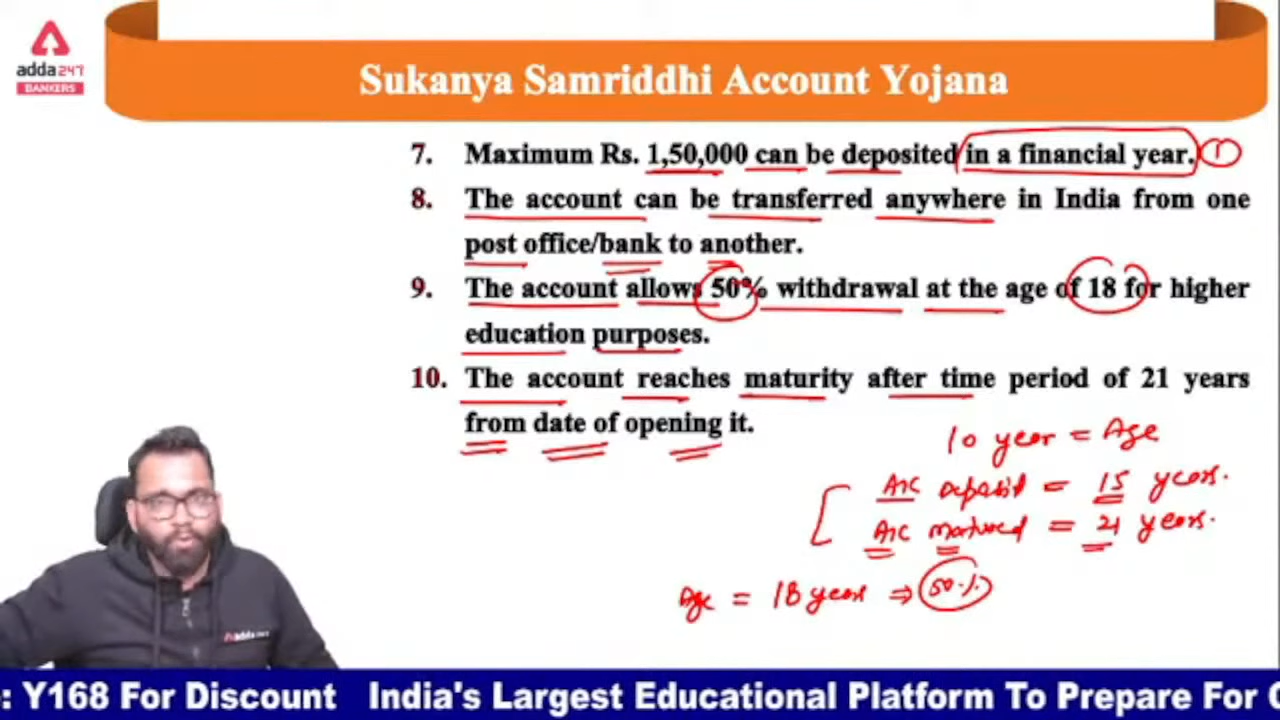 adda247
BANKERS
Sukanya Samriddhi Account Yojana
7. Maximum Rs. 1,50,000 can be deposited in a financial year. 1
8. The account can be transferred anywhere in India from one
post office/bank to another.
9. The account allows 50% withdrawal at the age of 18 for higher
education purposes.
10. The account reaches maturity after time period of 21 years
from date of opening it.
10 year = Age
A/C deposit = 15 years.
A/C matured = 21 years.
Age = 18 years ⇒ 50%
adda247
: Y168 For Discount India's Largest Educational Platform To Prepare For